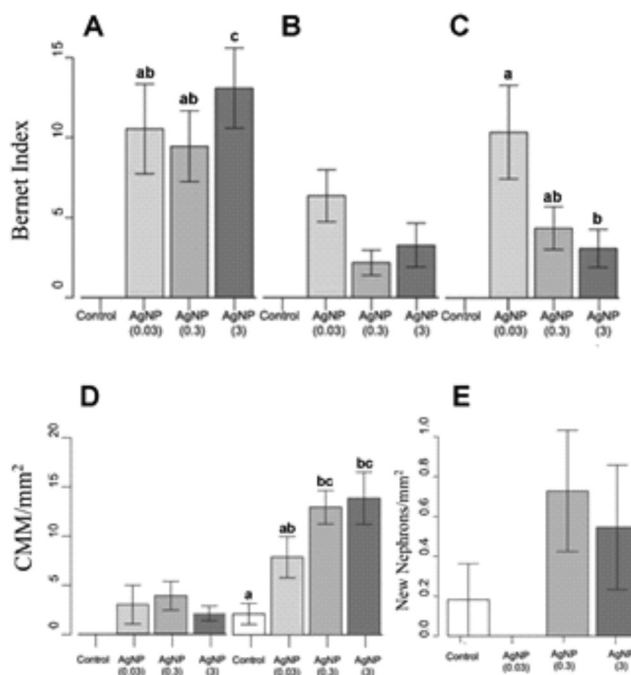 A
B
C
Bernet Index
15
10
5
0
ab
ab
c
a
ab
b
Control
AgNP
(0.03)
AgNP
(0.3)
AgNP
(3)
Control
AgNP
(0.03)
AgNP
(0.3)
AgNP
(3)
Control
AgNP
(0.03)
AgNP
(0.3)
AgNP
(3)
D
E
CMM/mm²
20
15
10
5
0
a
ab
bc
bc
Control
AgNP
(0.03)
AgNP
(0.3)
AgNP
(3)
Control
AgNP
(0.03)
AgNP
(0.3)
AgNP
(3)
New Nephrons/mm²
1.0
0.8
0.6
0.4
0.2
0.0
Control
AgNP
(0.03)
AgNP
(0.3)
AgNP
(3)